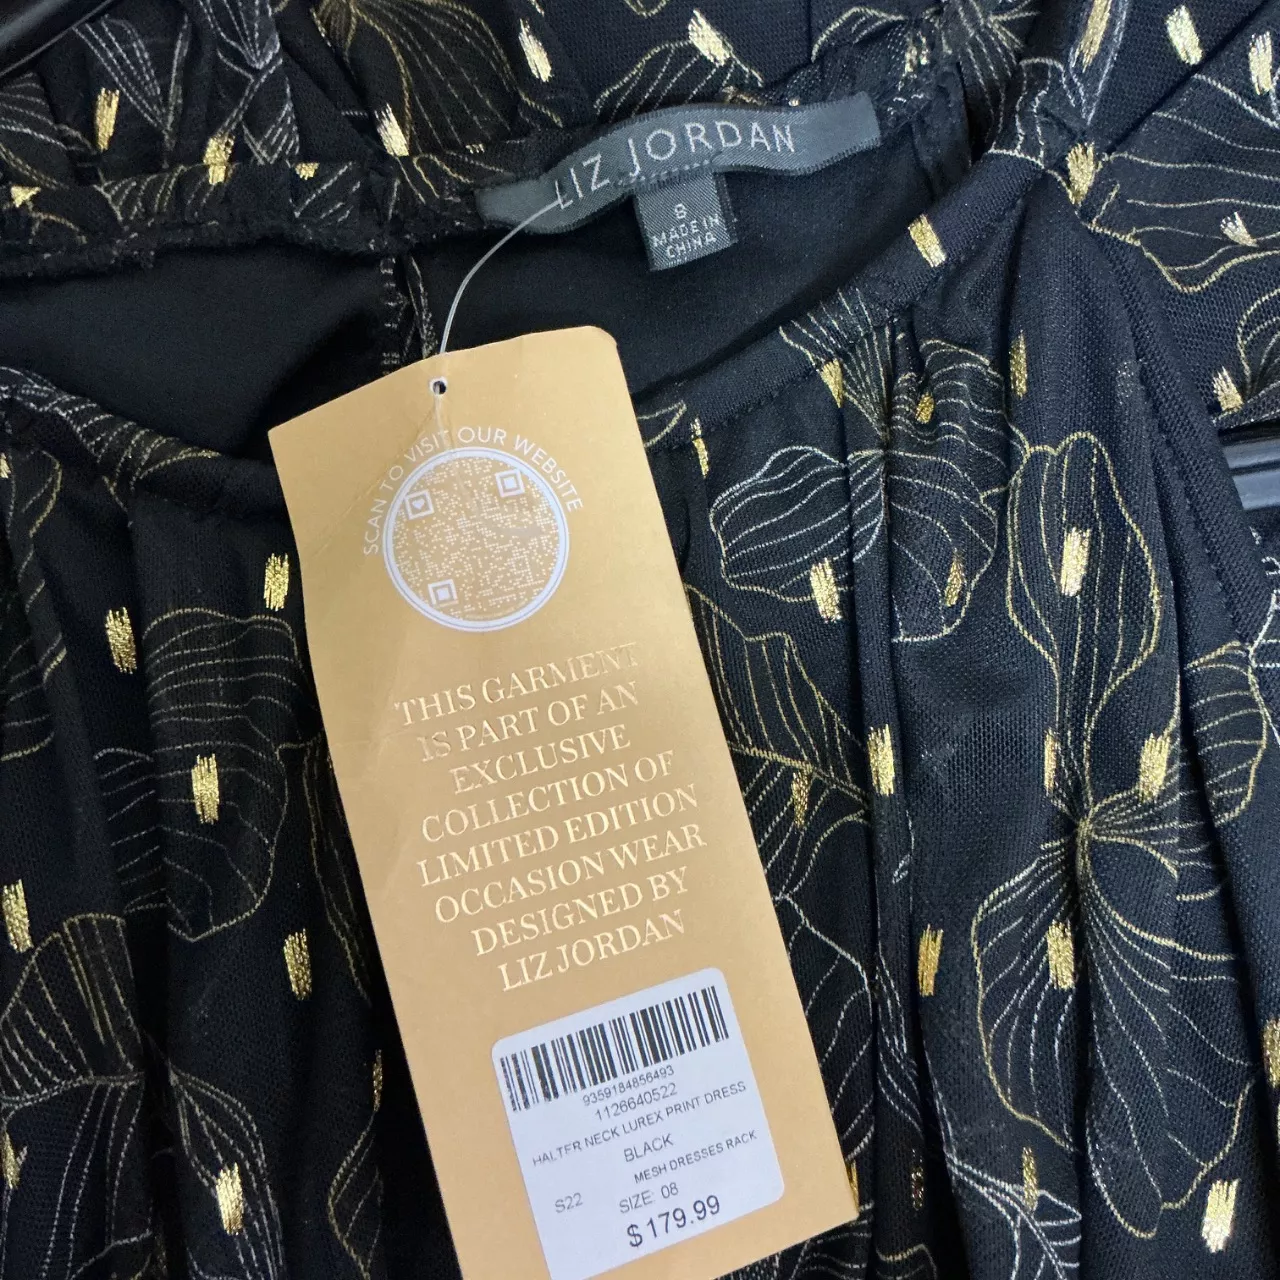 LIZ JORDAN
8
MADE IN
CHINA
SCAN TO VISIT OUR WEBSITE
THIS GARMENT
IS PART OF AN
EXCLUSIVE
COLLECTION OF
LIMITED EDITION
OCCASION WEAR
DESIGNED BY
LIZ JORDAN
9359184856493
1126640522
HALTER NECK LUREX PRINT DRESS
BLACK
MESH DRESSES RACK
S22 SIZE: 08
$179.99